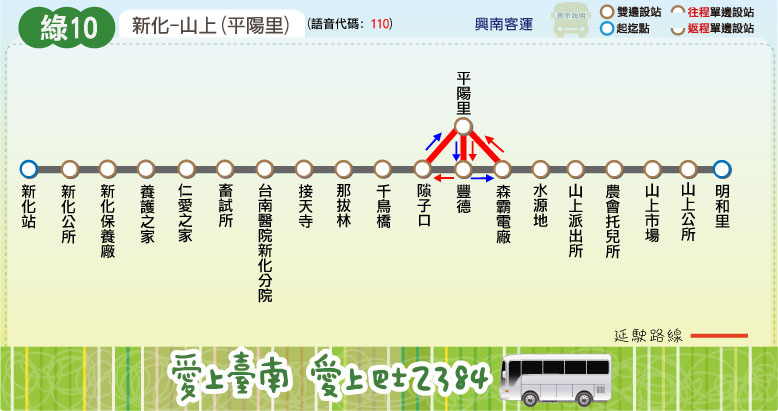 綠10
新化-山上(平陽里)
(語音代碼: 110)
興南客運
雙邊設站
起迄點
往程單邊設站
返程單邊設站
平陽里
新化站
新化公所
新化保養廠
養護之家
仁愛之家
畜試所
台南醫院新化分院
接天寺
那拔林
千鳥橋
隙子口
豐德
森霸電廠
水源地
山上派出所
農會托兒所
山上市場
山上公所
明和里
延駛路線
愛上臺南 愛上巴士2384